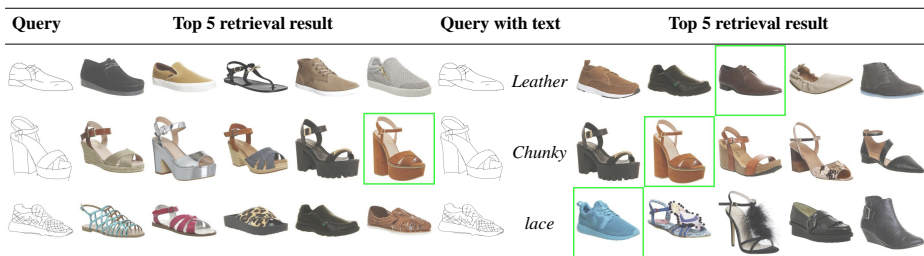 Query Top 5 retrieval result Query with text Top 5 retrieval result
Leather
Chunky
lace